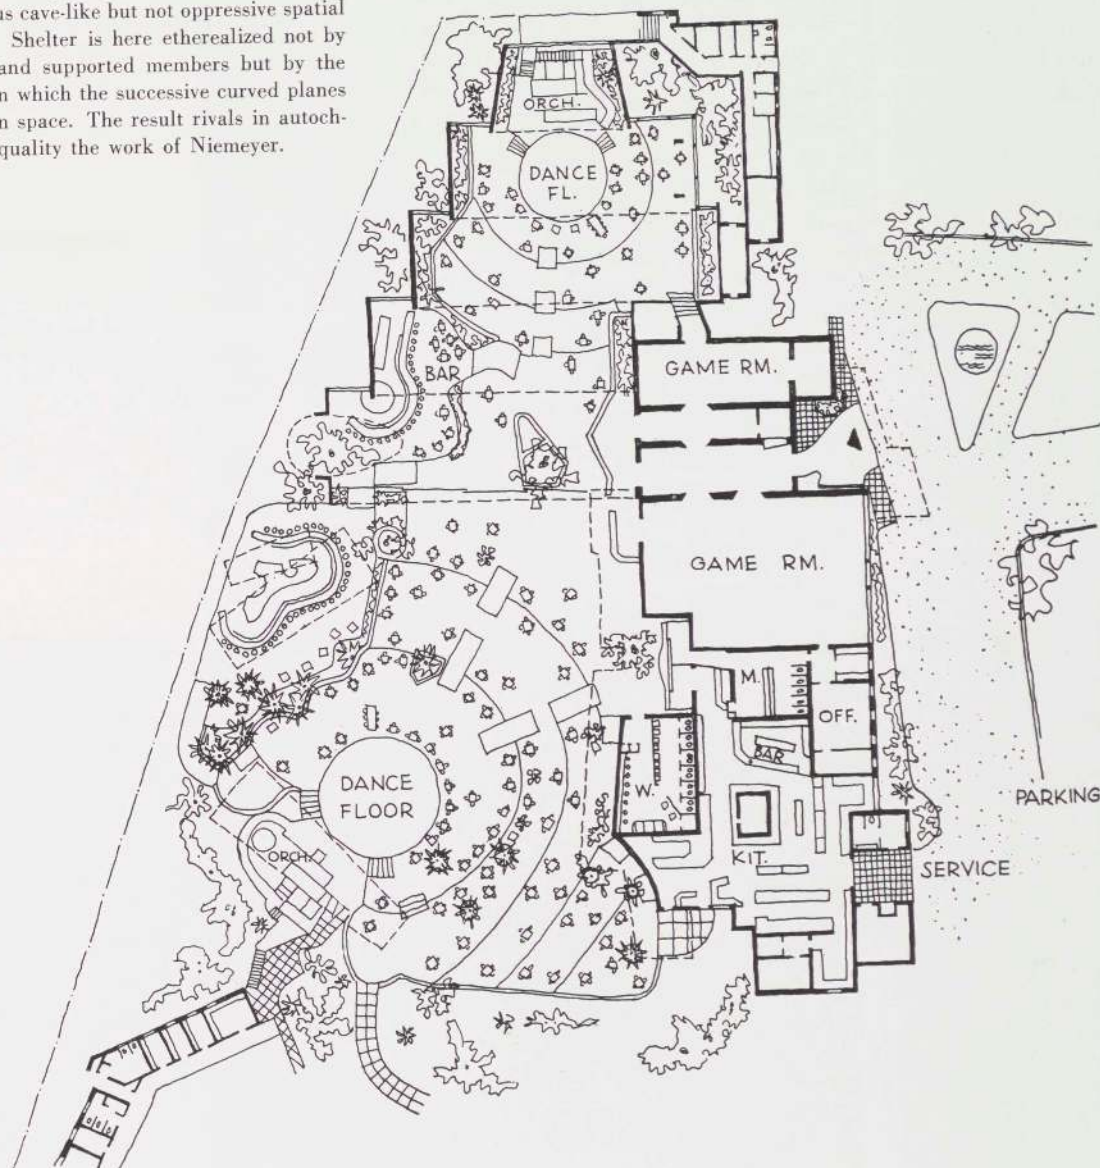 us cave-like but not oppressive spatial
Shelter is here etherealized not by
and supported members but by the
n which the successive curved planes
n space. The result rivals in autoch-
quality the work of Niemeyer.
ORCH.
DANCE
FL.
GAME RM.
BAR
GAME RM.
M.
OFF.
BAR
W.
DANCE
FLOOR
PARKING
ORCH.
KIT.
SERVICE